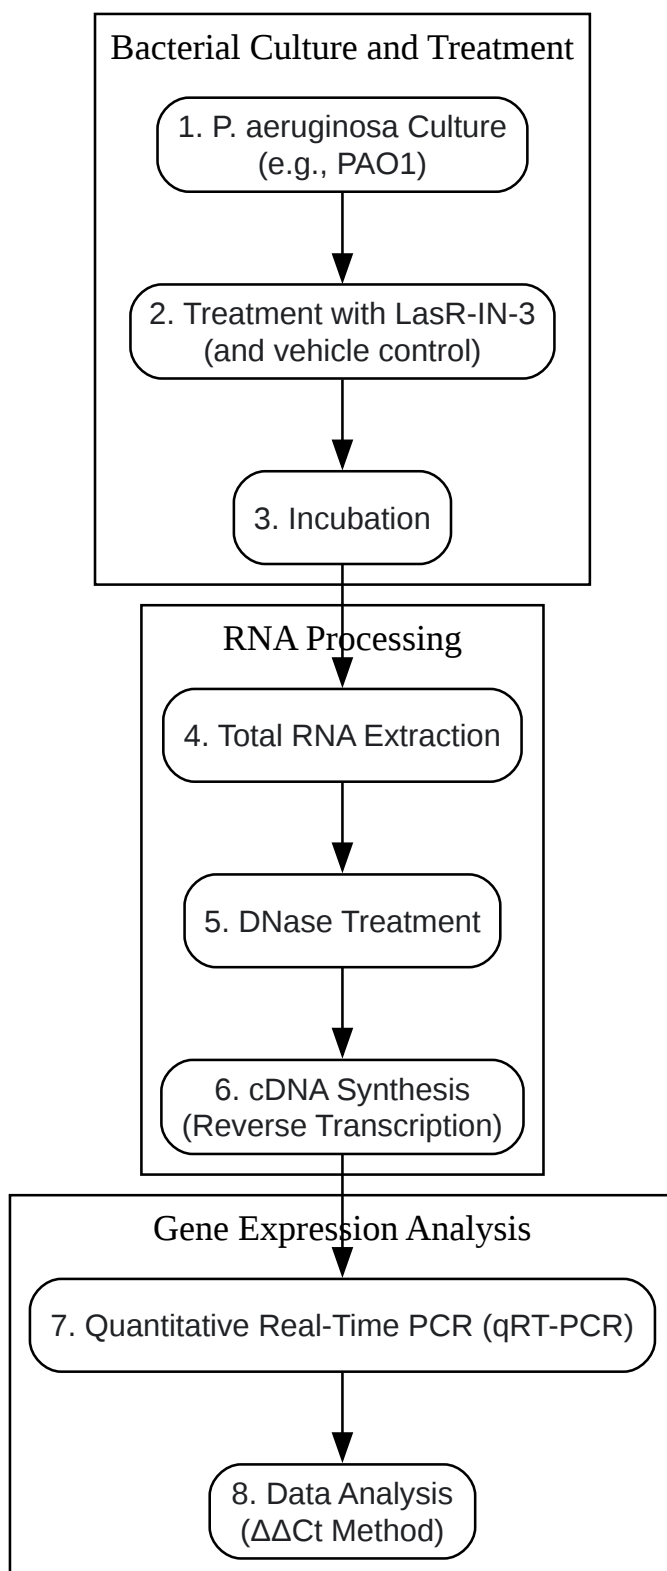 Bacterial Culture and Treatment
1. P. aeruginosa Culture
(e.g., PAO1)
2. Treatment with LasR-IN-3
(and vehicle control)
3. Incubation
RNA Processing
4. Total RNA Extraction
5. DNase Treatment
6. cDNA Synthesis
(Reverse Transcription)
Gene Expression Analysis
7. Quantitative Real-Time PCR (qRT-PCR)
8. Data Analysis
(ΔΔCt Method)